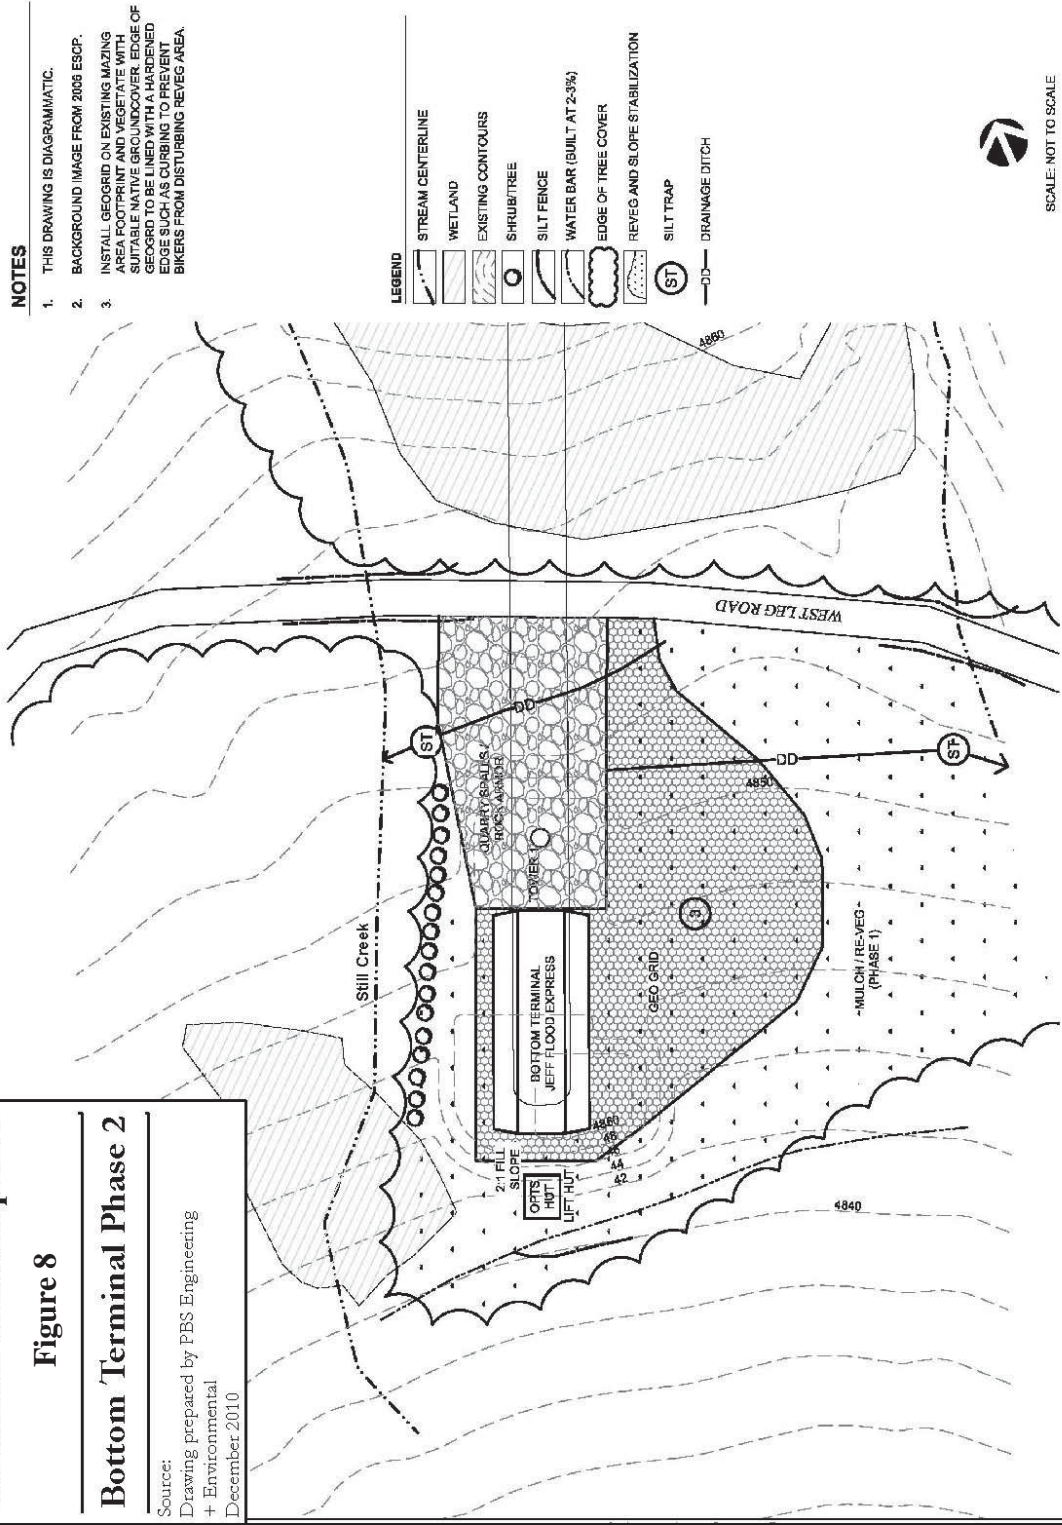 Figure 8
Bottom Terminal Phase 2
Source:
Drawing prepared by PBS Engineering
+ Environmental
December 2010
NOTES
1. THIS DRAWING IS DIAGRAMMATIC.
2. BACKGROUND IMAGE FROM 2006 ESCP.
3. INSTALL GEOGRID ON EXISTING MAZING
AREA FOOTPRINT AND VEGETATE WITH
SUITABLE NATIVE GROUNDCOVER. EDGE OF
GEOGRD TO BE LINED WITH A HARDENED
EDGE SUCH AS CURBING TO PREVENT
BIKERS FROM DISTURBING REVEG AREA.
LEGEND
STREAM CENTERLINE
WETLAND
EXISTING CONTOURS
SHRUB/TREE
SILT FENCE
WATER BAR (BUILT AT 2-3%)
EDGE OF TREE COVER
REVEG AND SLOPE STABILIZATION
ST SILT TRAP
DD DRAINAGE DITCH
SCALE: NOT TO SCALE
Still Creek
ST
DD
QUARRY SPALLS /
ROCK ARMOR
TOWER 1
WEST LEG ROAD
4860
BOTTOM TERMINAL
JEFF FLOOD EXPRESS
GEO GRID
3
DD
4850
ST
MULCH / RE-VEG
(PHASE 1)
2:1 FILL
SLOPE
OPTS
HUT
LIFT HUT
4860
48
46
44
42
4840